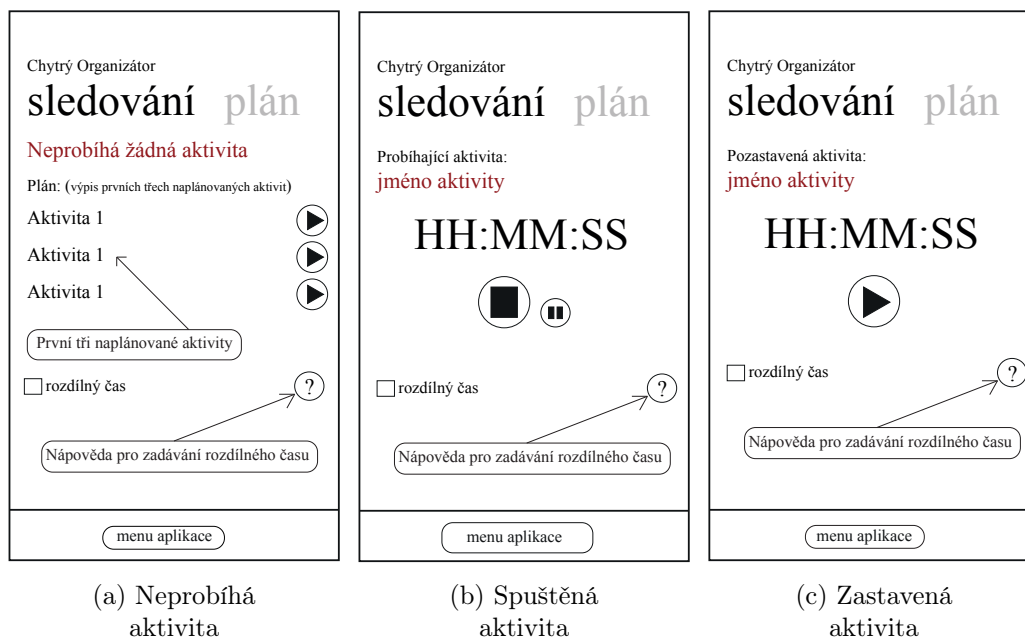 Chytrý Organizátor
sledování plán
Neprobíhá žádná aktivita
Plán: (výpis prvních třech naplánovaných aktivit)
Aktivita 1
Aktivita 1
Aktivita 1
První tři naplánované aktivity
rozdílný čas
?
Nápověda pro zadávání rozdílného času
menu aplikace
(a) Neprobíhá
aktivita
Chytrý Organizátor
sledování plán
Probíhající aktivita:
jméno aktivity
HH:MM:SS
rozdílný čas
?
Nápověda pro zadávání rozdílného času
menu aplikace
(b) Spuštěná
aktivita
Chytrý Organizátor
sledování plán
Pozastavená aktivita:
jméno aktivity
HH:MM:SS
rozdílný čas
?
Nápověda pro zadávání rozdílného času
menu aplikace
(c) Zastavená
aktivita